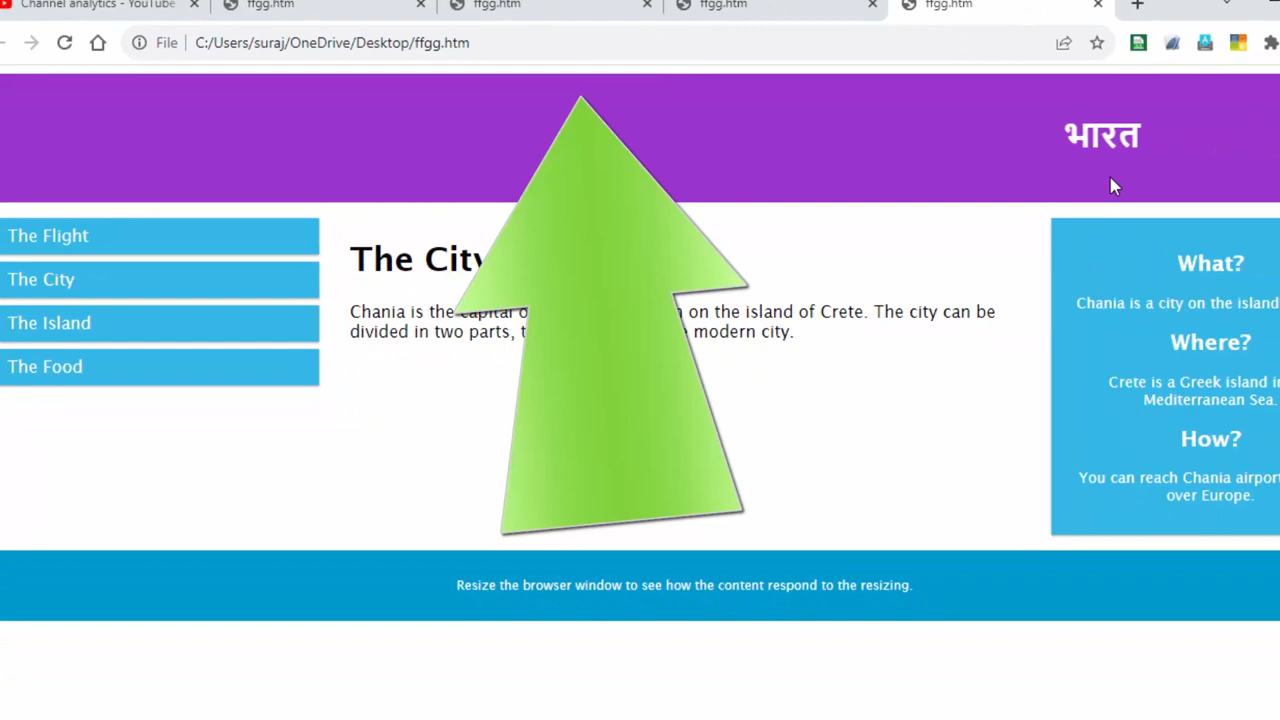 Channel analytics - YouTube
ffgg.htm
ffgg.htm
ffgg.htm
ffgg.htm
File
C:/Users/suraj/OneDrive/Desktop/ffgg.htm
भारत
The Flight
The City
The Island
The Food
The City
Chania is the capital on the island of Crete. The city can be
divided in two parts, modern city.
What?
Chania is a city on the island
Where?
Crete is a Greek island in
Mediterranean Sea.
How?
You can reach Chania airport
over Europe.
Resize the browser window to see how the content respond to the resizing.